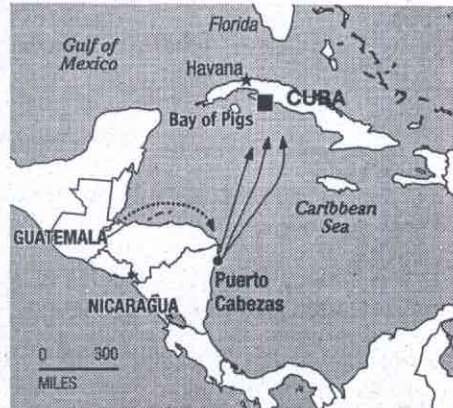 Florida
Gulf of
Mexico
Havana
CUBA
Bay of Pigs
Caribbean
Sea
GUATEMALA
Puerto
Cabezas
NICARAGUA
0 300
MILES